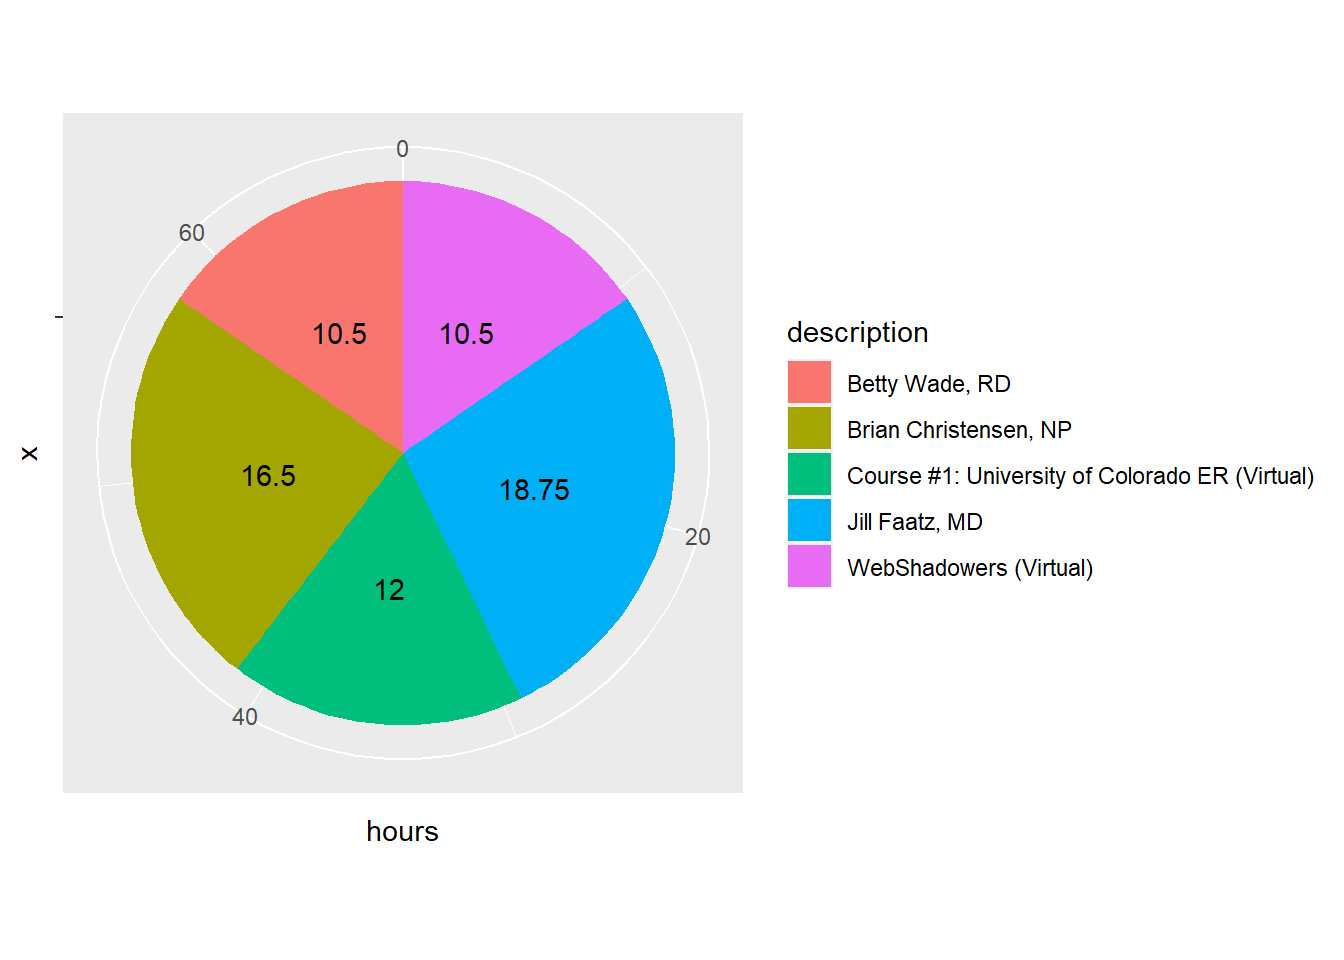 0
60
10.5
10.5
16.5
18.75
12
20
40
x
hours
description
Betty Wade, RD
Brian Christensen, NP
Course #1: University of Colorado ER (Virtual)
Jill Faatz, MD
WebShadowers (Virtual)